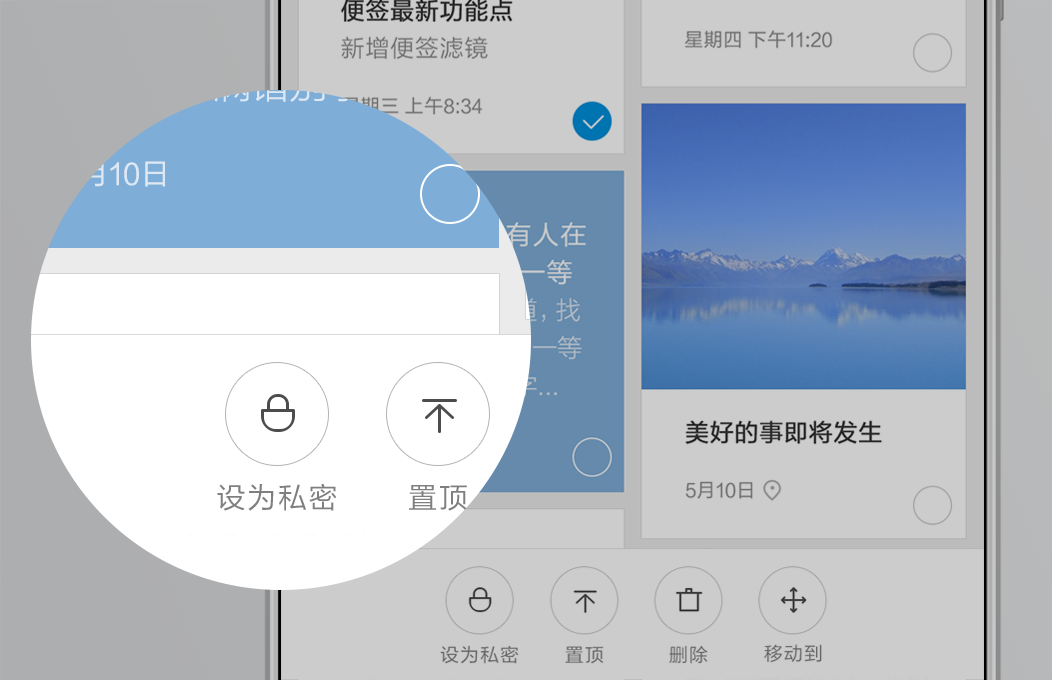 便签最新功能点
新增便签滤镜
星期三 上午8:34
星期四 下午11:20
月10日
有人在
一等
道，找
一等
字...
美好的事即将发生
5月10日
设为私密
置顶
设为私密
置顶
删除
移动到